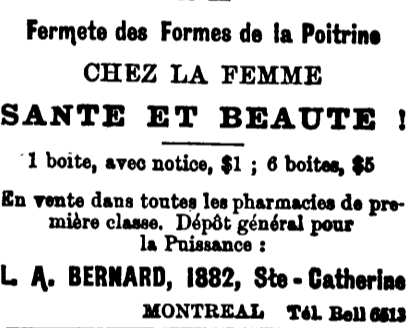 Fermete des Formes de la Poitrine
CHEZ LA FEMME
SANTE ET BEAUTE !
1 boite, avec notice, $1 ; 6 boites, $5
En vente dans toutes les pharmacies de pre-
mière classe. Dépôt général pour
la Puissance :
L. A. BERNARD, 1882, Ste-Catherine
MONTREAL Tél. Bell 6513